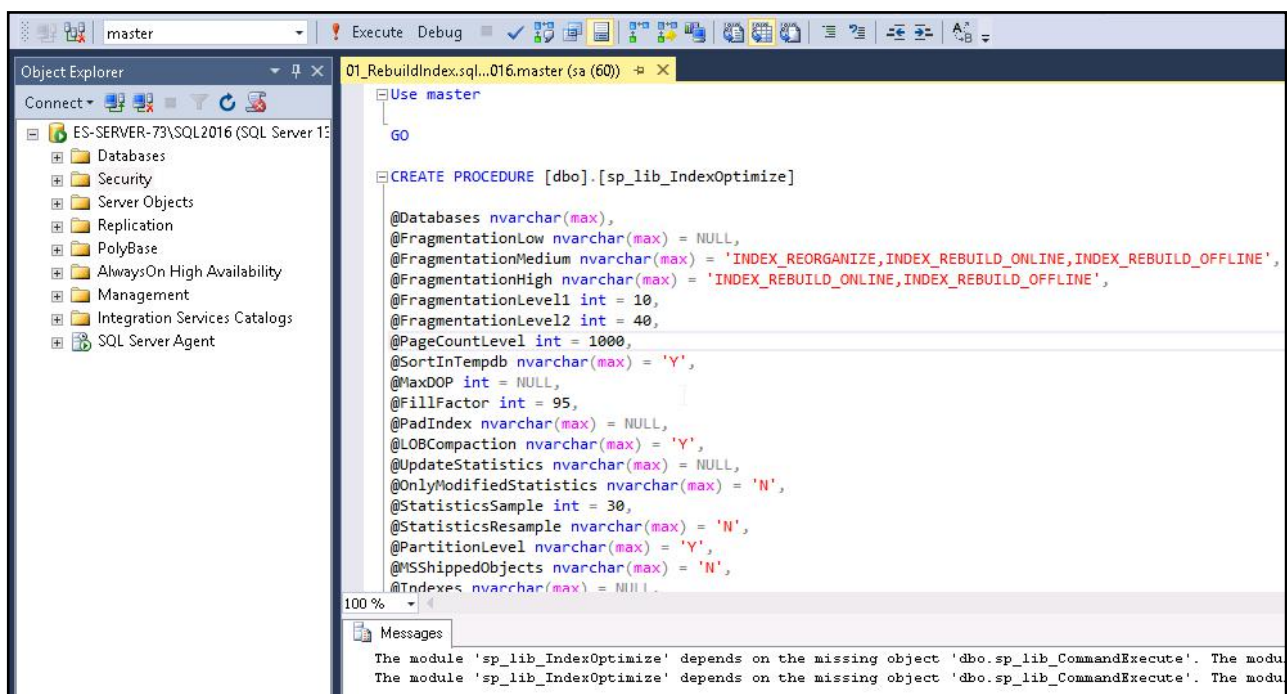 master
Execute Debug
Object Explorer
01_RebuildIndex.sql...016.master (sa (60))
Connect
ES-SERVER-73\SQL2016 (SQL Server 13
Databases
Security
Server Objects
Replication
PolyBase
AlwaysOn High Availability
Management
Integration Services Catalogs
SQL Server Agent
Use master
GO
CREATE PROCEDURE [dbo].[sp_lib_IndexOptimize]
@Databases nvarchar(max),
@FragmentationLow nvarchar(max) = NULL,
@FragmentationMedium nvarchar(max) = 'INDEX_REORGANIZE,INDEX_REBUILD_ONLINE,INDEX_REBUILD_OFFLINE',
@FragmentationHigh nvarchar(max) = 'INDEX_REBUILD_ONLINE,INDEX_REBUILD_OFFLINE',
@FragmentationLevel1 int = 10,
@FragmentationLevel2 int = 40,
@PageCountLevel int = 1000,
@SortInTempdb nvarchar(max) = 'Y',
@MaxDOP int = NULL,
@FillFactor int = 95,
@PadIndex nvarchar(max) = NULL,
@LOBCompaction nvarchar(max) = 'Y',
@UpdateStatistics nvarchar(max) = NULL,
@OnlyModifiedStatistics nvarchar(max) = 'N',
@StatisticsSample int = 30,
@StatisticsResample nvarchar(max) = 'N',
@PartitionLevel nvarchar(max) = 'Y',
@MSShippedObjects nvarchar(max) = 'N',
@Indexes nvarchar(max) = NULL,
100 %
Messages
The module 'sp_lib_IndexOptimize' depends on the missing object 'dbo.sp_lib_CommandExecute'. The modu
The module 'sp_lib_IndexOptimize' depends on the missing object 'dbo.sp_lib_CommandExecute'. The modu